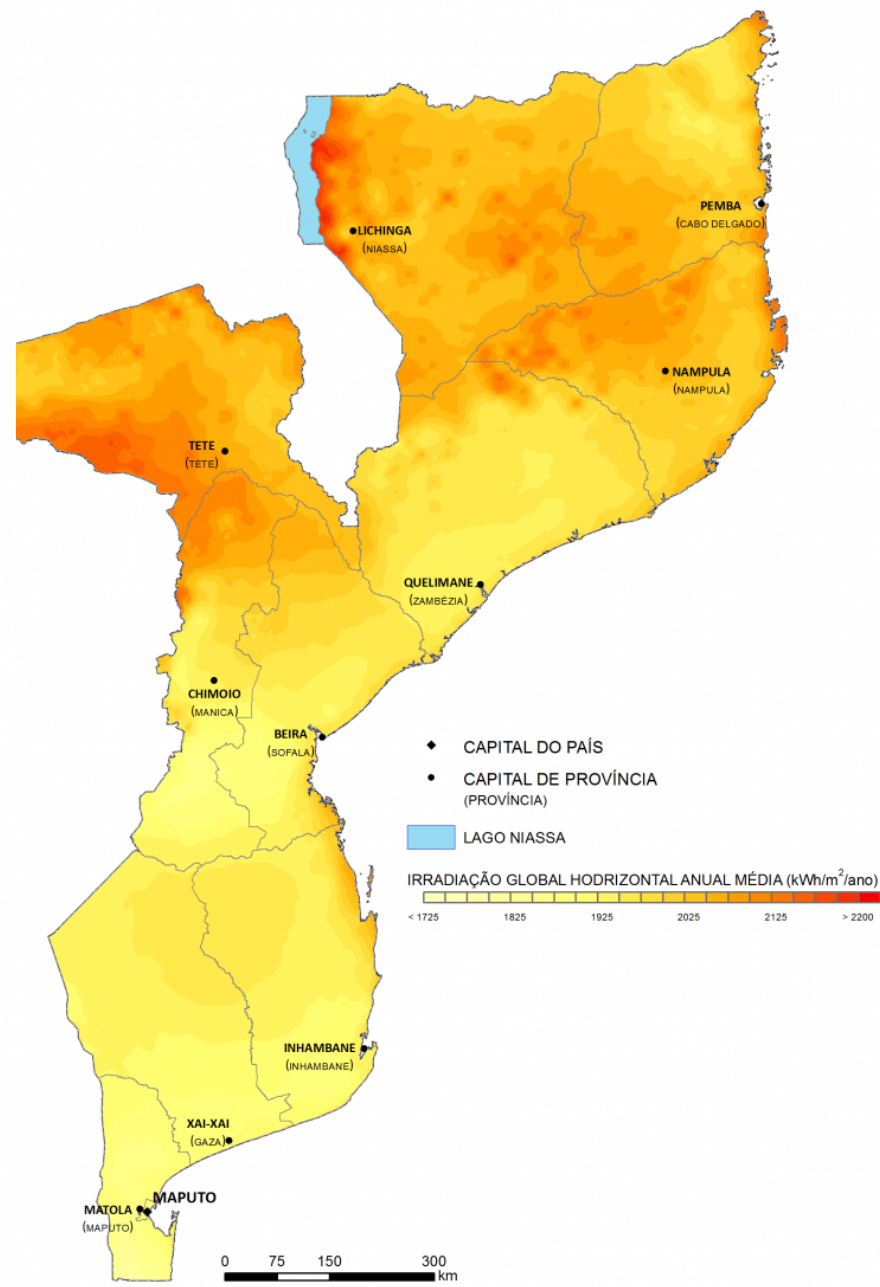 PEMBA
(CABO DELGADO)
LICHINGA
(NIASSA)
NAMPULA
(NAMPULA)
TETE
(TETE)
QUELIMANE
(ZAMBÉZIA)
CHIMOIO
(MANICA)
BEIRA
(SOFALA)
CAPITAL DO PAÍS
CAPITAL DE PROVÍNCIA
(PROVÍNCIA)
LAGO NIASSA
IRRADIAÇÃO GLOBAL HODRIZONTAL ANUAL MÉDIA (kWh/m²/ano)
< 1725 1825 1925 2025 2125 > 2200
INHAMBANE
(INHAMBANE)
XAI-XAI
(GAZA)
MAPUTO
MATOLA
(MAPUTO)
0 75 150 300
km